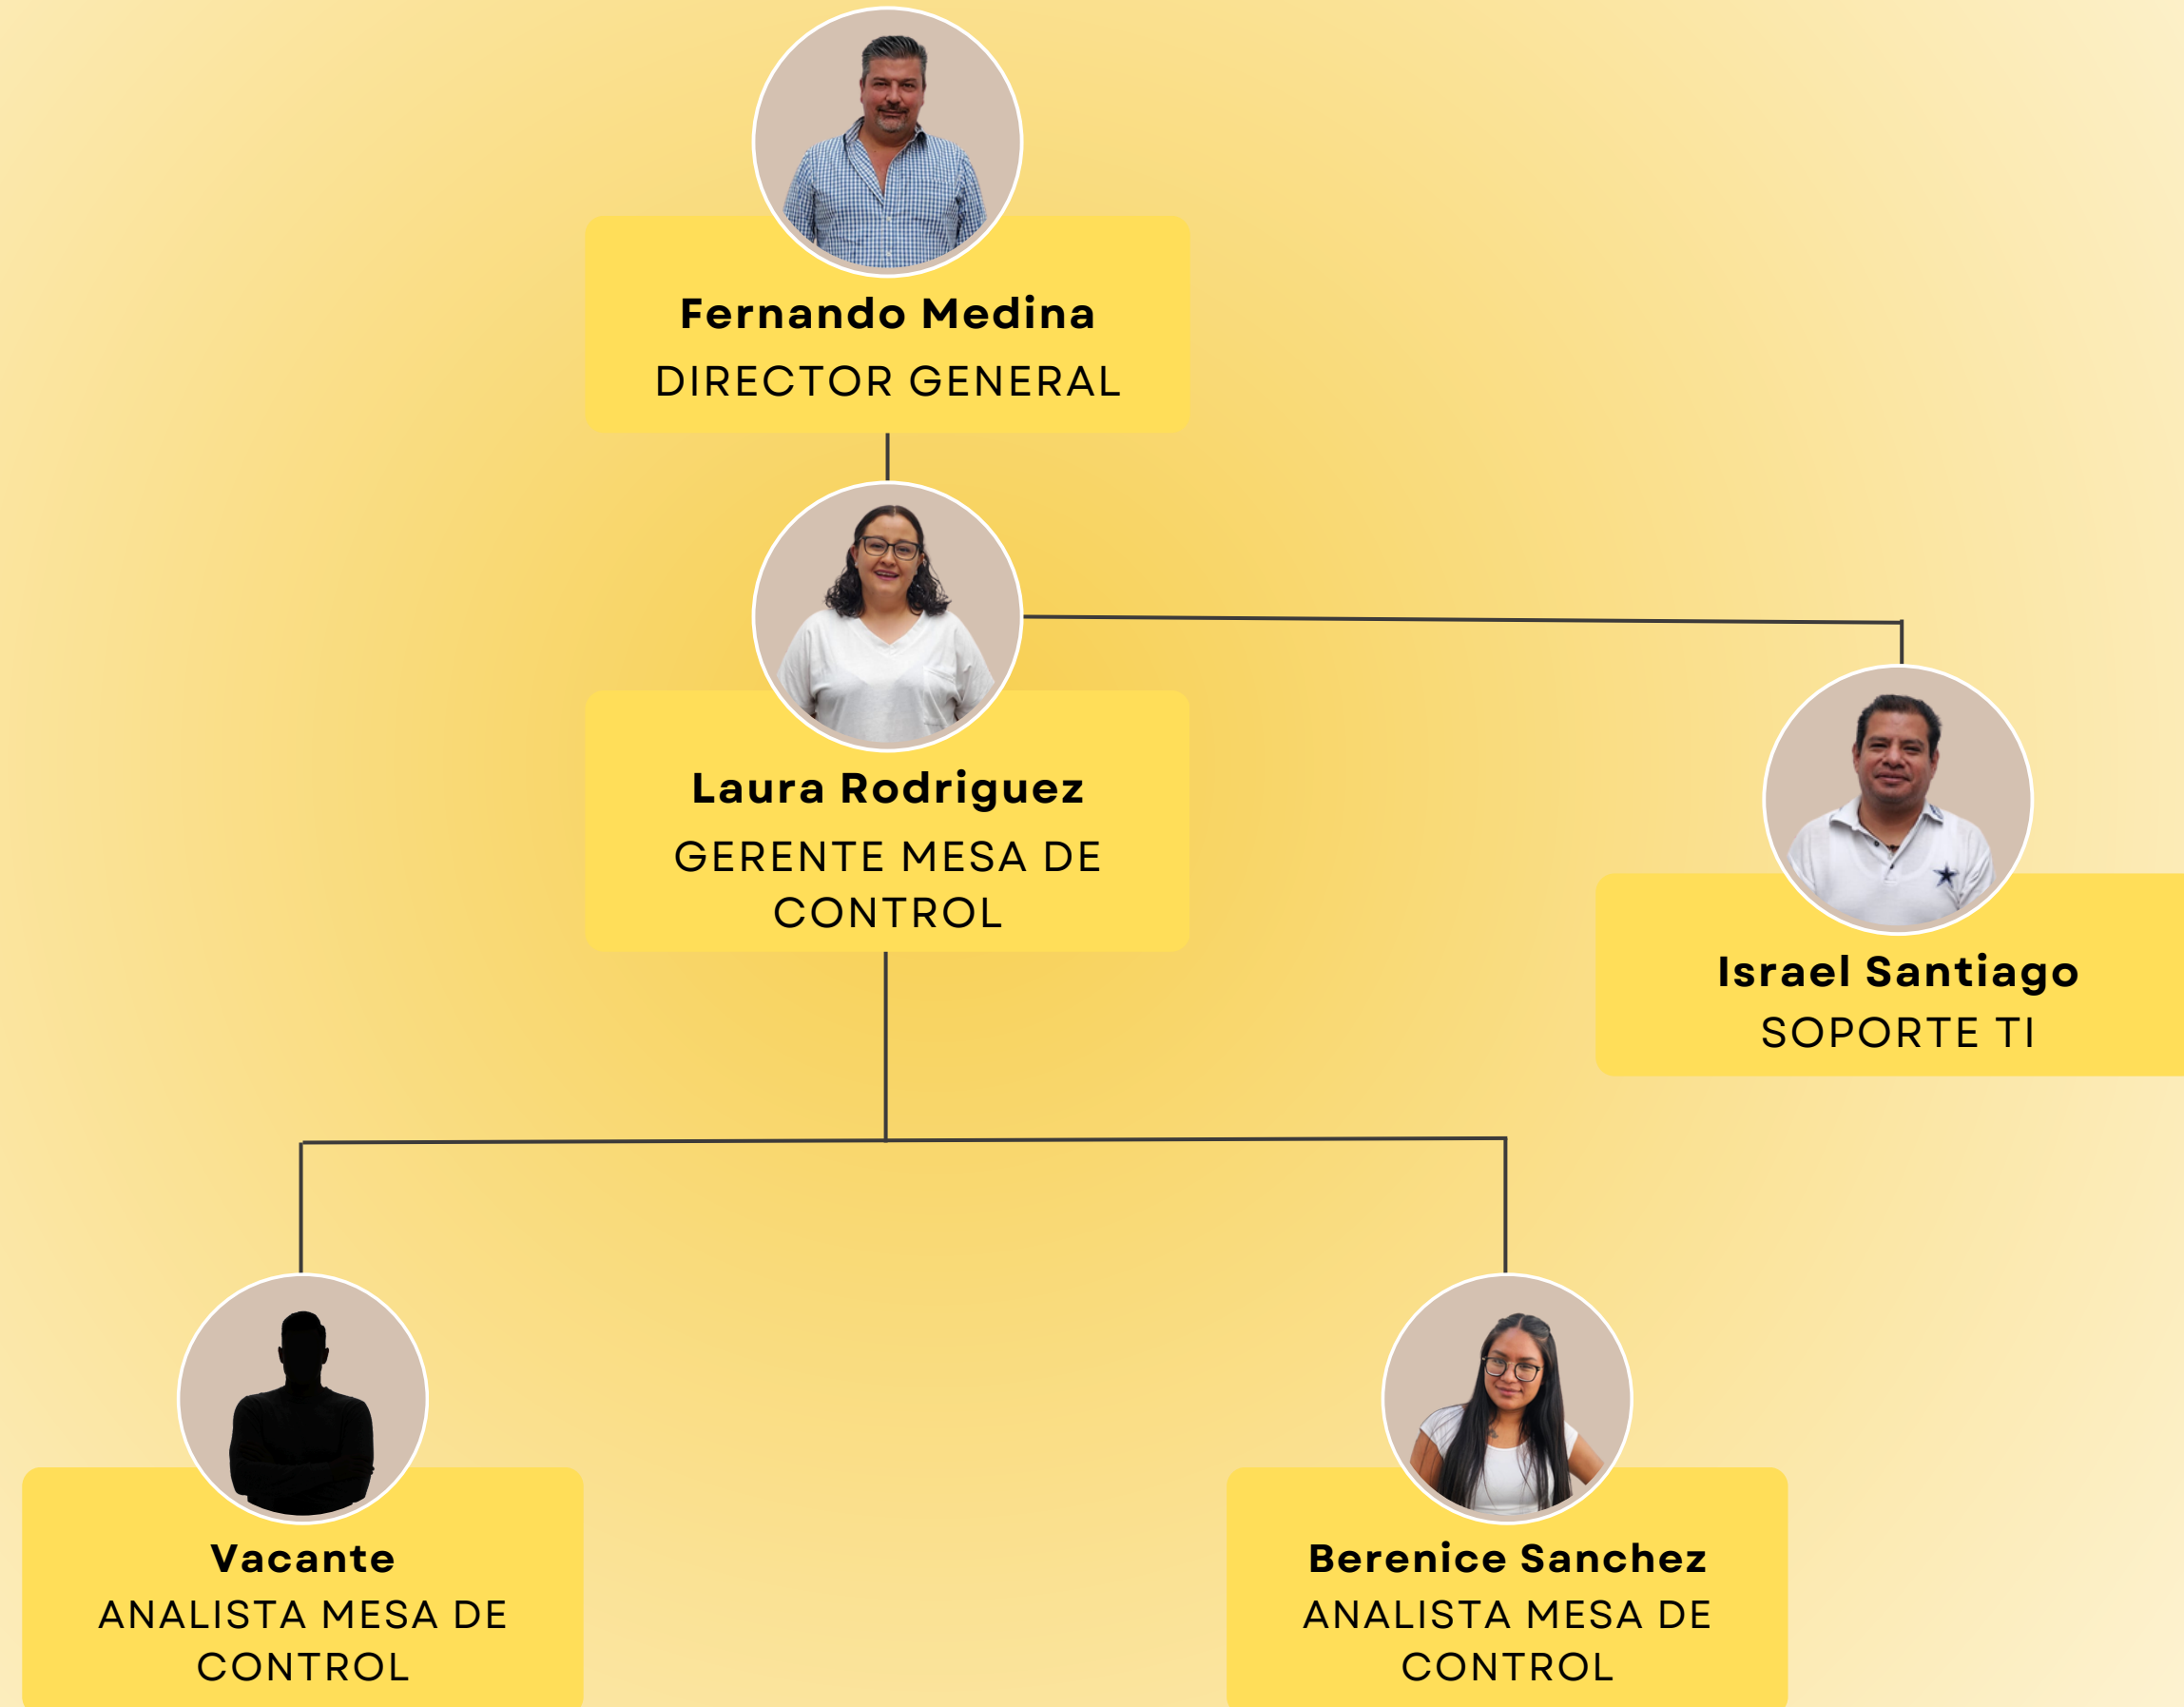 Fernando Medina
DIRECTOR GENERAL
Laura Rodriguez
GERENTE MESA DE
CONTROL
Israel Santiago
SOPORTE TI
Vacante
ANALISTA MESA DE
CONTROL
Berenice Sanchez
ANALISTA MESA DE
CONTROL